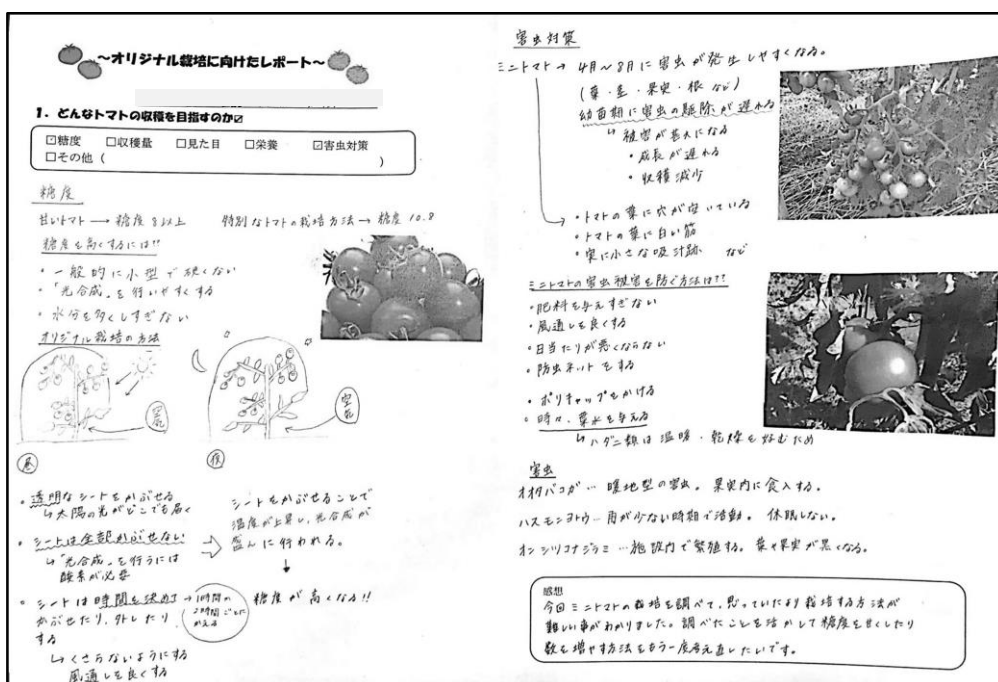 ～オリジナル栽培に向けたレポート～
1．どんなトマトの収穫を目指すのか☑
☑糖度 □収穫量 □見た目 □栄養 ☑害虫対策
□その他（ ）
糖度
甘いトマト → 糖度8以上 特別なトマトの栽培方法 → 糖度10.8
糖度を高くするには!!
・一般的に小型で硬くない
・「光合成」を行いやすくする
・水分を多くしすぎない
オリジナル栽培の方法
空気
空気
昼
夜
・透明なシートをかぶせる
↳太陽の光がどこでも届く
・シートは全部かぶせない
↳「光合成」を行うには
酸素が必要
・シートは時間を決めて
かぶせたり、外したり
する
↳くさらないようにする
風通しを良くする
→1時間か
2時間ごとに
かえる
シートをかぶせることで
温度が上昇し、光合成が
盛んに行われる。
↓
糖度が高くなる!!
害虫対策
ミニトマト → 4月～8月に害虫が発生しやすくなる。
（葉・茎・果実・根 など）
幼苗期に害虫の駆除が遅れる
↳被害が甚大になる
・成長が遅れる
・収穫減少
・トマトの葉に穴が空いている
・トマトの葉に白い筋
・実に小さな吸汁跡 など
ミニトマトの害虫被害を防ぐ方法は??
・肥料を与えすぎない
・風通しを良くする
・日当たりが悪くならない
・防虫ネットをする
・ポリキャップをかける
・時々、葉水を与える
↳ハダニ類は温暖・乾燥を好むため
害虫
オオタバコガ… 暖地型の害虫。果実内に食入する。
ハスモンヨトウ… 雨が少ない時期で活動。休眠しない。
オンシツコナジラミ…施設内で繁殖する。葉や果実が黒くなる。
感想
今回ミニトマトの栽培を調べて、思っていたより栽培する方法が
難しい事がわかりました。調べたことを活かして糖度を甘くしたり
数を増やす方法をもう一度考え直したいです。